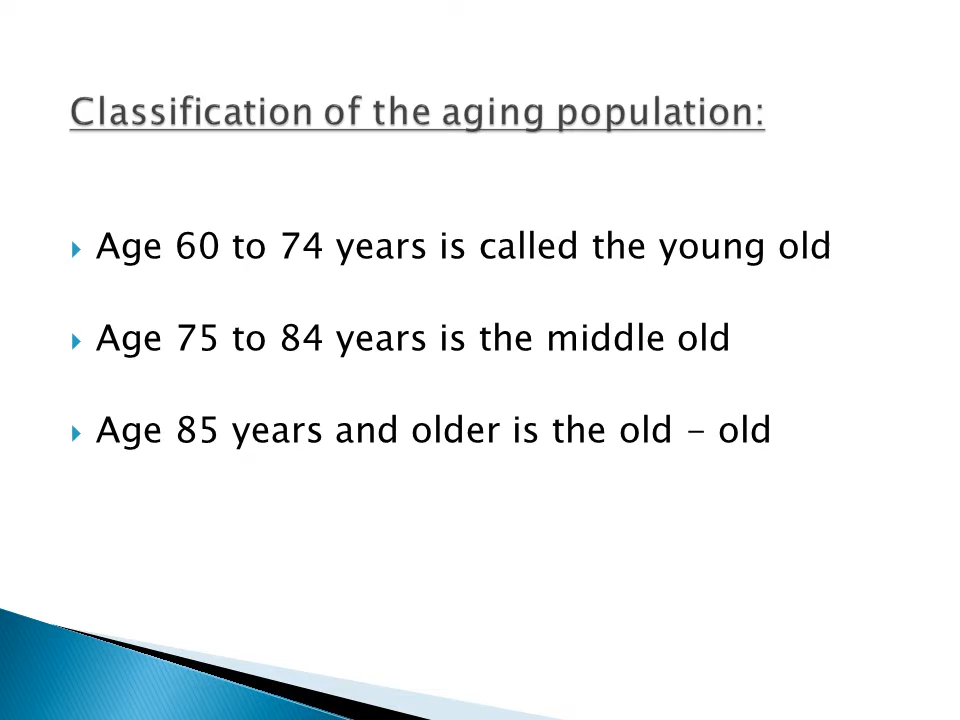 Classification of the aging population:
Age 60 to 74 years is called the young old
Age 75 to 84 years is the middle old
Age 85 years and older is the old - old